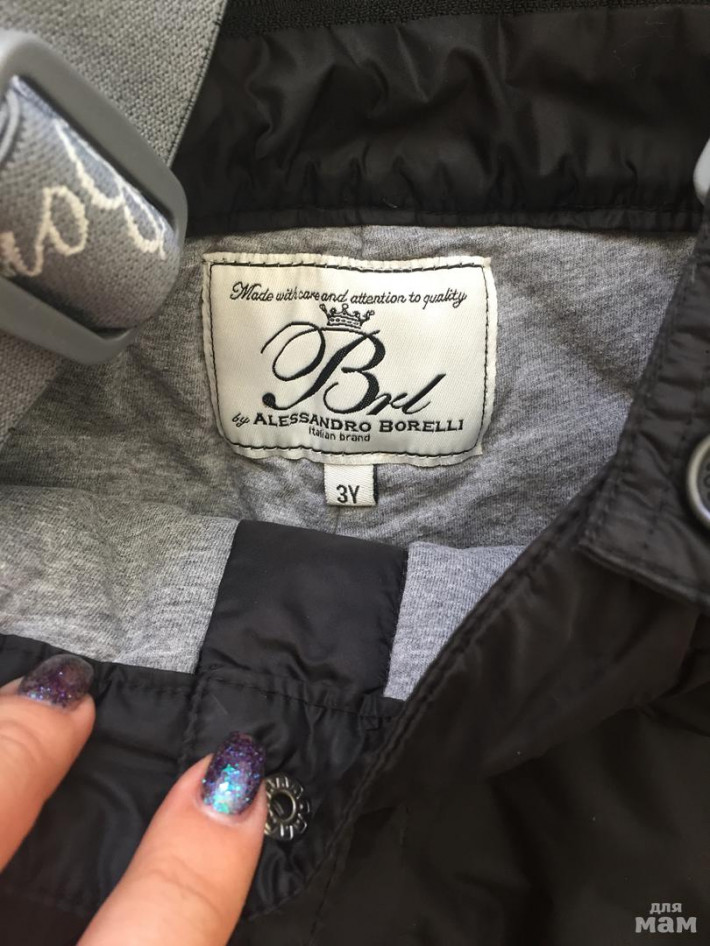 Made with care and attention to quality
Brl
by ALESSANDRO BORELLI
Italian brand
3Y
для
мам